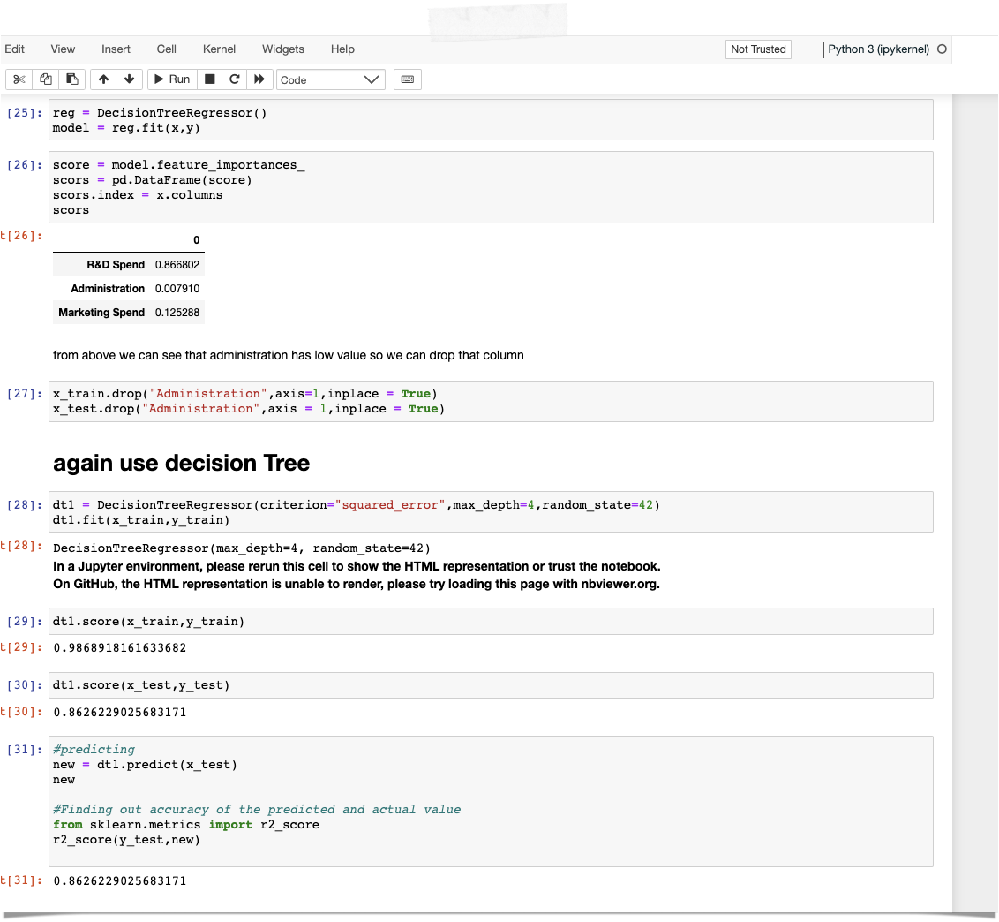 Edit View Insert Cell Kernel Widgets Help Not Trusted Python 3 (ipykernel)
Run Code
[25]: reg = DecisionTreeRegressor()
model = reg.fit(x,y)
[26]: score = model.feature_importances_
scors = pd.DataFrame(score)
scors.index = x.columns
scors
t[26]:
0
R&D Spend 0.866802
Administration 0.007910
Marketing Spend 0.125288
from above we can see that administration has low value so we can drop that column
[27]: x_train.drop("Administration",axis=1,inplace = True)
x_test.drop("Administration",axis = 1,inplace = True)
again use decision Tree
[28]: dt1 = DecisionTreeRegressor(criterion="squared_error",max_depth=4,random_state=42)
dt1.fit(x_train,y_train)
t[28]: DecisionTreeRegressor(max_depth=4, random_state=42)
In a Jupyter environment, please rerun this cell to show the HTML representation or trust the notebook.
On GitHub, the HTML representation is unable to render, please try loading this page with nbviewer.org.
[29]: dt1.score(x_train,y_train)
t[29]: 0.9868918161633682
[30]: dt1.score(x_test,y_test)
t[30]: 0.8626229025683171
[31]: #predicting
new = dt1.predict(x_test)
new
#Finding out accuracy of the predicted and actual value
from sklearn.metrics import r2_score
r2_score(y_test,new)
t[31]: 0.8626229025683171